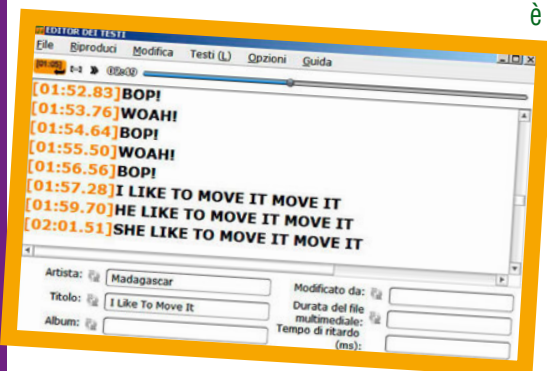 è
EDITOR DEI TESTI
File Riproduci Modifica Testi (L) Opzioni Guida
[01:52.83]BOP!
[01:53.76]WOAH!
[01:54.64]BOP!
[01:55.50]WOAH!
[01:56.56]BOP!
[01:57.28]I LIKE TO MOVE IT MOVE IT
[01:59.70]HE LIKE TO MOVE IT MOVE IT
[02:01.51]SHE LIKE TO MOVE IT MOVE IT
Artista: Madagascar
Modificato da:
Titolo: I Like To Move It
Durata del file multimediale:
Album:
Tempo di ritardo (ms):